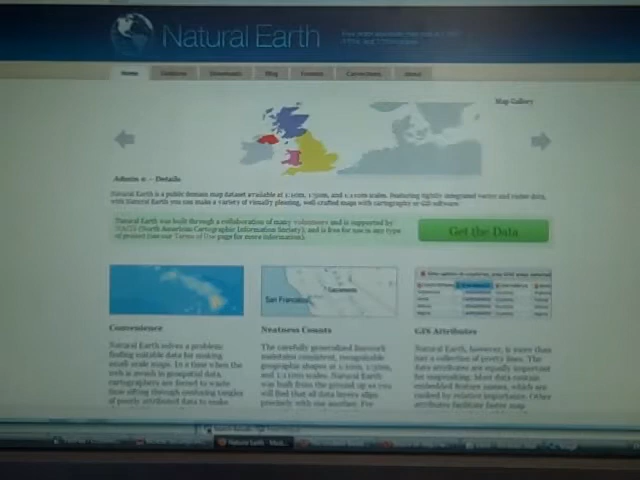 Natural Earth
Home
Features
Downloads
Blog
Forums
Corrections
About
Map Gallery
Admin 0 – Details
Natural Earth is a public domain map dataset available at 1:10m, 1:50m, and 1:110m scales. Featuring tightly integrated vector and raster data,
with Natural Earth you can make a variety of visually pleasing, well-crafted maps with cartography or GIS software.
Natural Earth was built through a collaboration of many volunteers and is supported by
NACIS (North American Cartographic Information Society), and is free for use in any type
of project (see our Terms of Use page for more information).
Get the Data
Sacramento
San Francisco
Convenience
Neatness Counts
GIS Attributes
Natural Earth solves a problem:
finding suitable data for making
small-scale maps. In a time when the
web is awash in geospatial data,
cartographers are forced to waste
time sifting through confusing tangles
of poorly attributed data to make
The carefully generalized linework
maintains consistent, recognizable
geographic shapes at 1:10m, 1:50m,
and 1:110m scales. Natural Earth
was built from the ground up so you
will find that all data layers align
precisely with one another. For
Natural Earth, however, is more than
just a collection of pretty lines. The
data attributes are equally important
for mapmaking. Most data contain
embedded feature names, which are
ranked by relative importance. Other
attributes facilitate faster map
Natural Earth